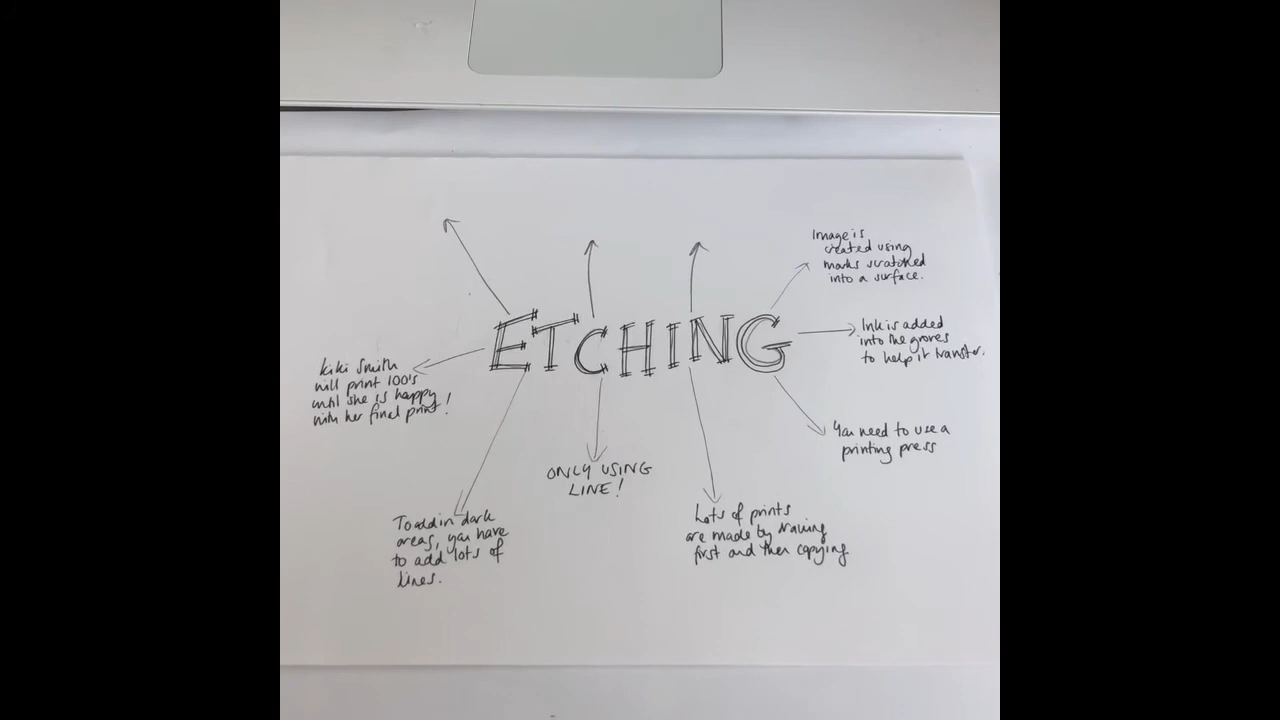 ETCHING
Image is
created using
marks scratched
into a surface.
Ink is added
into the groves
to help it transfer.
You need to use a
printing press
Lots of prints
are made by drawing
first and then copying
ONLY USING
LINE!
To add in dark
areas, you have
to add lots of
lines.
kiki Smith
will print 100's
until she is happy
with her final print!